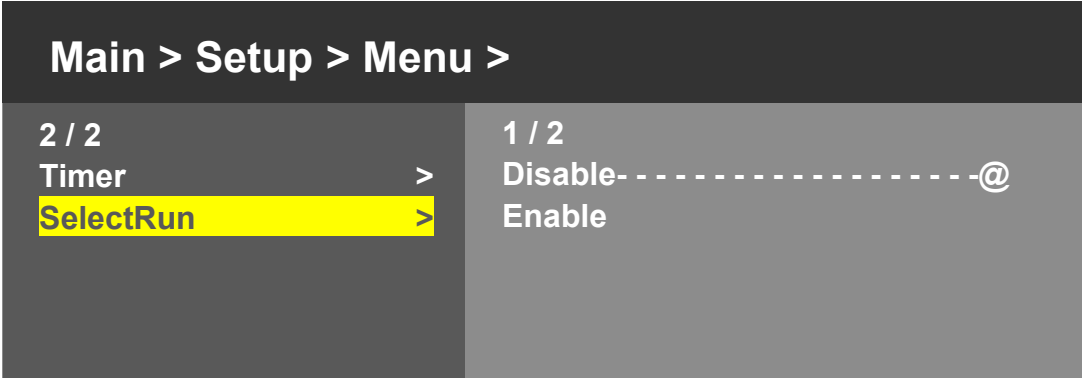 Main > Setup > Menu >
2 / 2
Timer >
SelectRun >
1 / 2
Disable- - - - - - - - - - - - - - - - - - -@
Enable